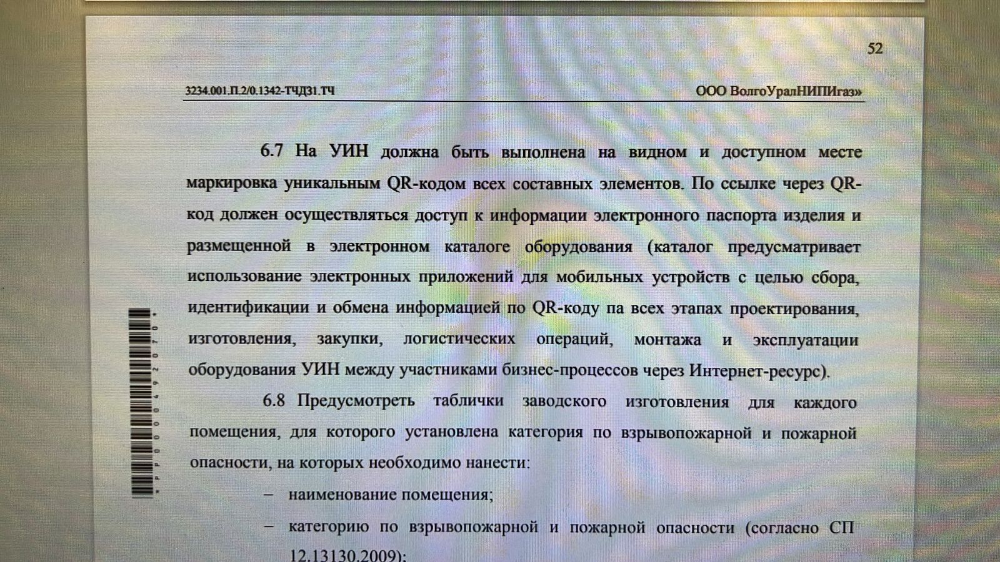 52
3234.001.П.2/0.1342-ТЧДЗ1.ТЧ
ООО ВолгоУралНИПИгаз»
6.7 На УИН должна быть выполнена на видном и доступном месте
маркировка уникальным QR-кодом всех составных элементов. По ссылке через QR-
код должен осуществляться доступ к информации электронного паспорта изделия и
размещенной в электронном каталоге оборудования (каталог предусматривает
использование электронных приложений для мобильных устройств с целью сбора,
идентификации и обмена информацией по QR-коду па всех этапах проектирования,
изготовления, закупки, логистических операций, монтажа и эксплуатации
оборудования УИН между участниками бизнес-процессов через Интернет-ресурс).
6.8 Предусмотреть таблички заводского изготовления для каждого
помещения, для которого установлена категория по взрывопожарной и пожарной
опасности, на которых необходимо нанести:
– наименование помещения;
– категорию по взрывопожарной и пожарной опасности (согласно СП
12.13130.2009);
*PP000492070*